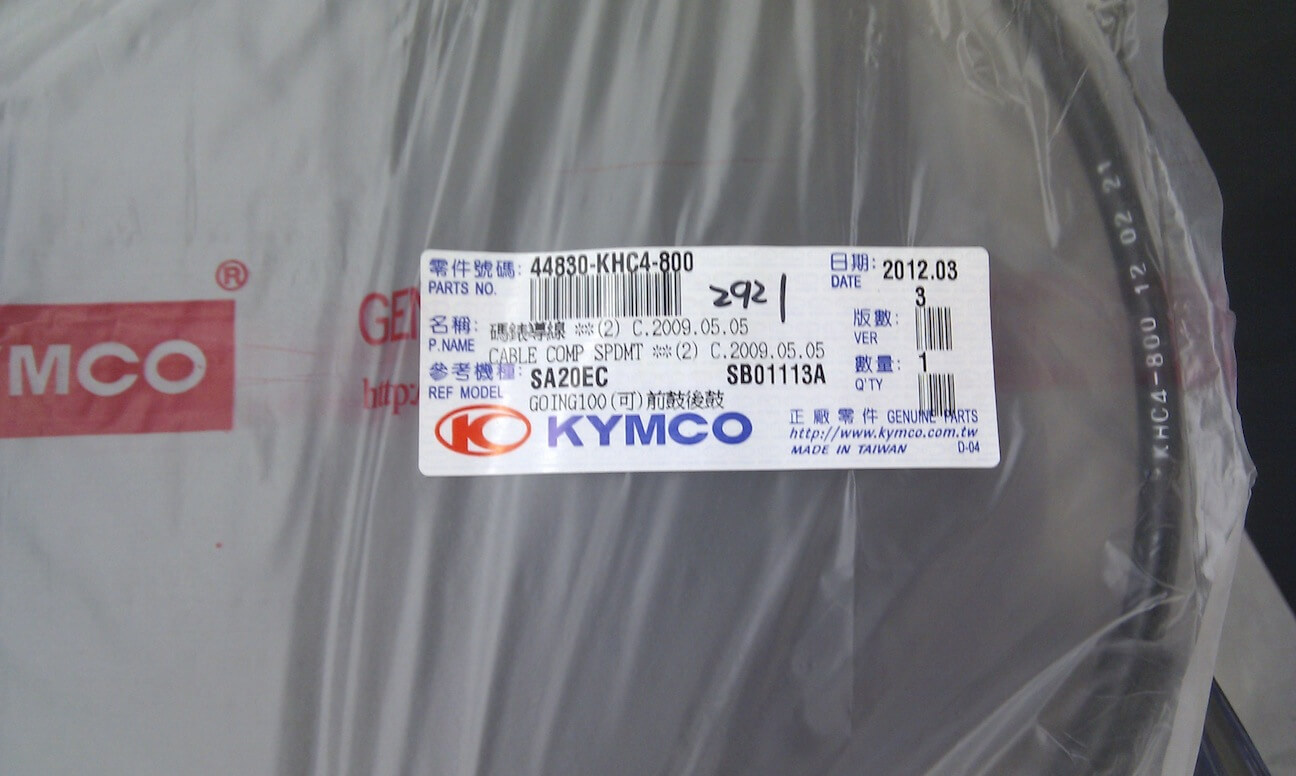 ®
MCO
GEN
http:
零件號碼: 44830-KHC4-800
PARTS NO.
2921
日期: 2012.03
DATE
3
版數:
VER
名稱: 碼錶導線 **(2) C.2009.05.05
P.NAME CABLE COMP SPDMT **(2) C.2009.05.05
數量: 1
Q'TY
參考機種: SA20EC SB01113A
REF MODEL GOING100(可)前鼓後鼓
KYMCO
正廠零件 GENUINE PARTS
http://www.kymco.com.tw
MADE IN TAIWAN D-04
KHC4-800 12 02 21